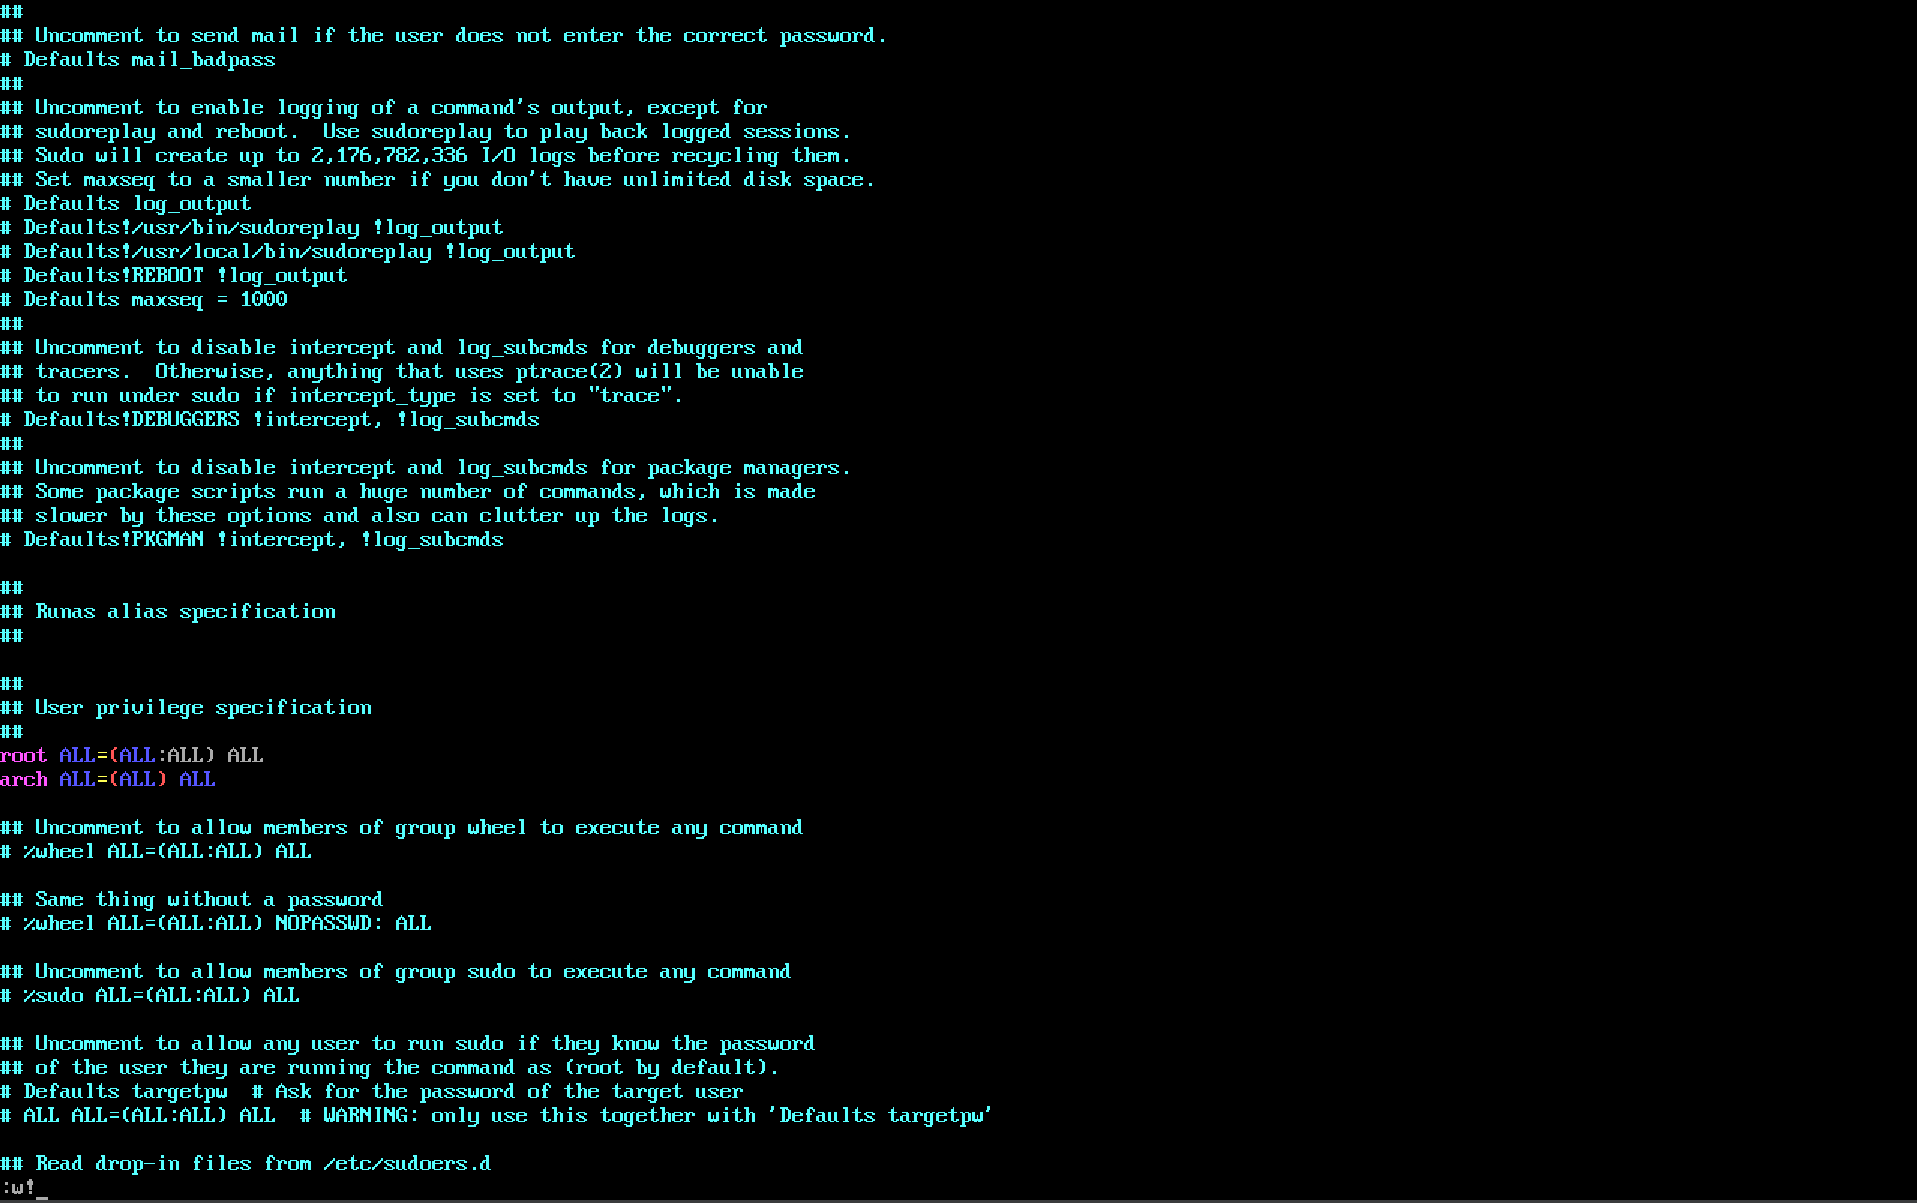 ##
## Uncomment to send mail if the user does not enter the correct password.
# Defaults mail_badpass
##
## Uncomment to enable logging of a command's output, except for
## sudoreplay and reboot.  Use sudoreplay to play back logged sessions.
## Sudo will create up to 2,176,782,336 I/O logs before recycling them.
## Set maxseq to a smaller number if you don't have unlimited disk space.
# Defaults log_output
# Defaults!/usr/bin/sudoreplay !log_output
# Defaults!/usr/local/bin/sudoreplay !log_output
# Defaults!REBOOT !log_output
# Defaults maxseq = 1000
##
## Uncomment to disable intercept and log_subcmds for debuggers and
## tracers.  Otherwise, anything that uses ptrace(2) will be unable
## to run under sudo if intercept_type is set to "trace".
# Defaults!DEBUGGERS !intercept, !log_subcmds
##
## Uncomment to disable intercept and log_subcmds for package managers.
## Some package scripts run a huge number of commands, which is made
## slower by these options and also can clutter up the logs.
# Defaults!PKGMAN !intercept, !log_subcmds

##
## Runas alias specification
##

##
## User privilege specification
##
root ALL=(ALL:ALL) ALL
arch ALL=(ALL) ALL

## Uncomment to allow members of group wheel to execute any command
# %wheel ALL=(ALL:ALL) ALL

## Same thing without a password
# %wheel ALL=(ALL:ALL) NOPASSWD: ALL

## Uncomment to allow members of group sudo to execute any command
# %sudo ALL=(ALL:ALL) ALL

## Uncomment to allow any user to run sudo if they know the password
## of the user they are running the command as (root by default).
# Defaults targetpw  # Ask for the password of the target user
# ALL ALL=(ALL:ALL) ALL  # WARNING: only use this together with 'Defaults targetpw'

## Read drop-in files from /etc/sudoers.d
:w!